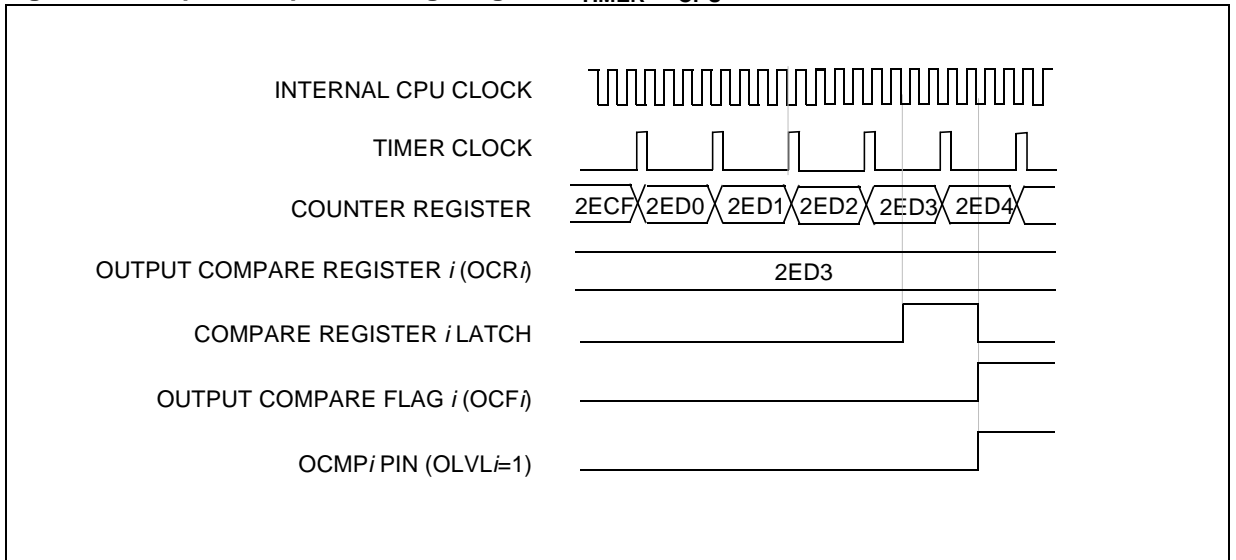 INTERNAL CPU CLOCK
TIMER CLOCK
COUNTER REGISTER 2ECF 2ED0 2ED1 2ED2 2ED3 2ED4
OUTPUT COMPARE REGISTER i (OCRi) 2ED3
COMPARE REGISTER i LATCH
OUTPUT COMPARE FLAG i (OCFi)
OCMPi PIN (OLVLi=1)